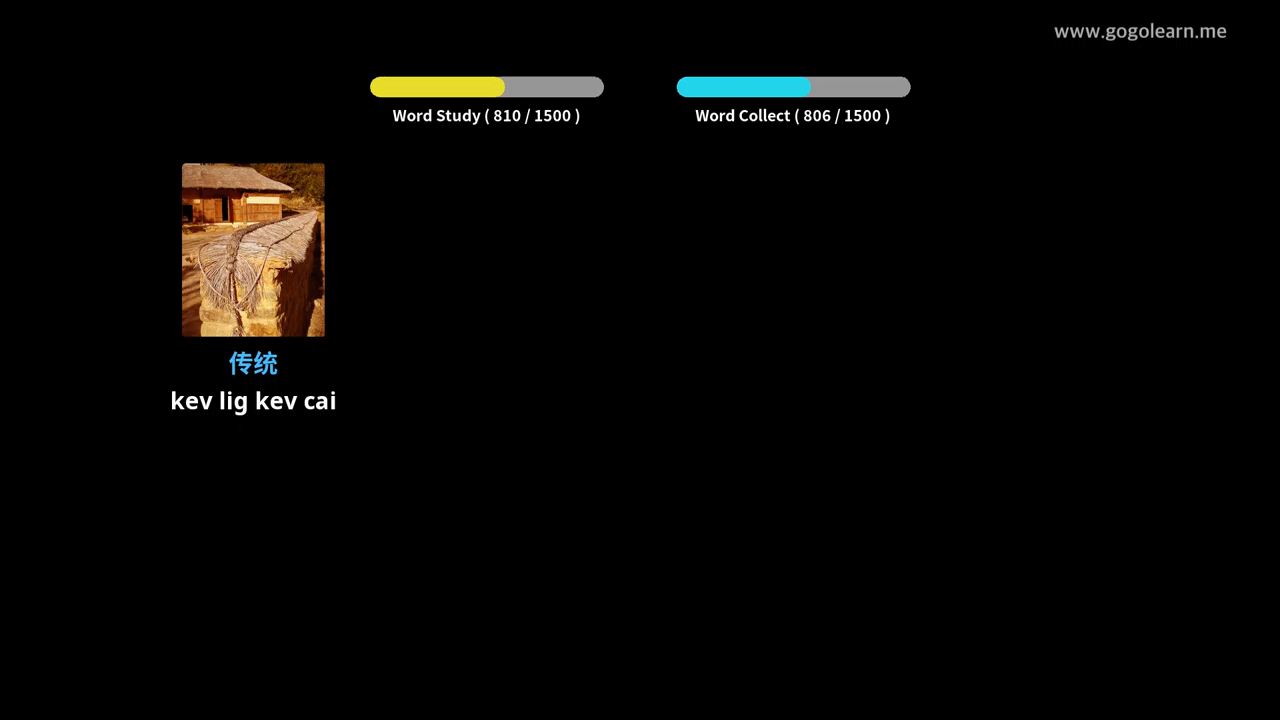 www.gogolearn.me
Word Study ( 810 / 1500 )
Word Collect ( 806 / 1500 )
传统
kev lig kev cai